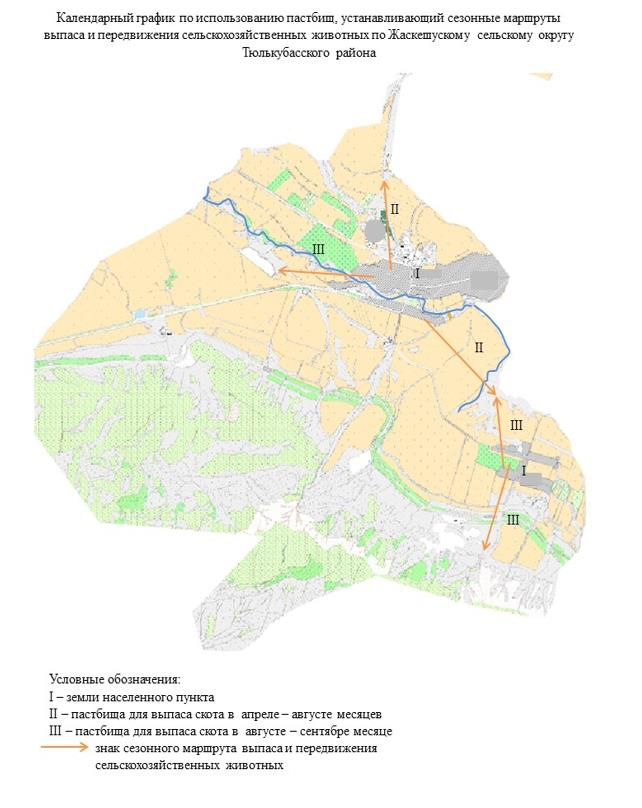 Календарный график по использованию пастбищ, устанавливающий сезонные маршруты
выпаса и передвижения сельскохозяйственных животных по Жаскешускому сельскому округу
Тюлькубасского района
II
III
I
II
III
I
III
Условные обозначения:
I – земли населенного пункта
II – пастбища для выпаса скота в апреле – августе месяцев
III – пастбища для выпаса скота в августе – сентябре месяце
знак сезонного маршрута выпаса и передвижения
сельскохозяйственных животных